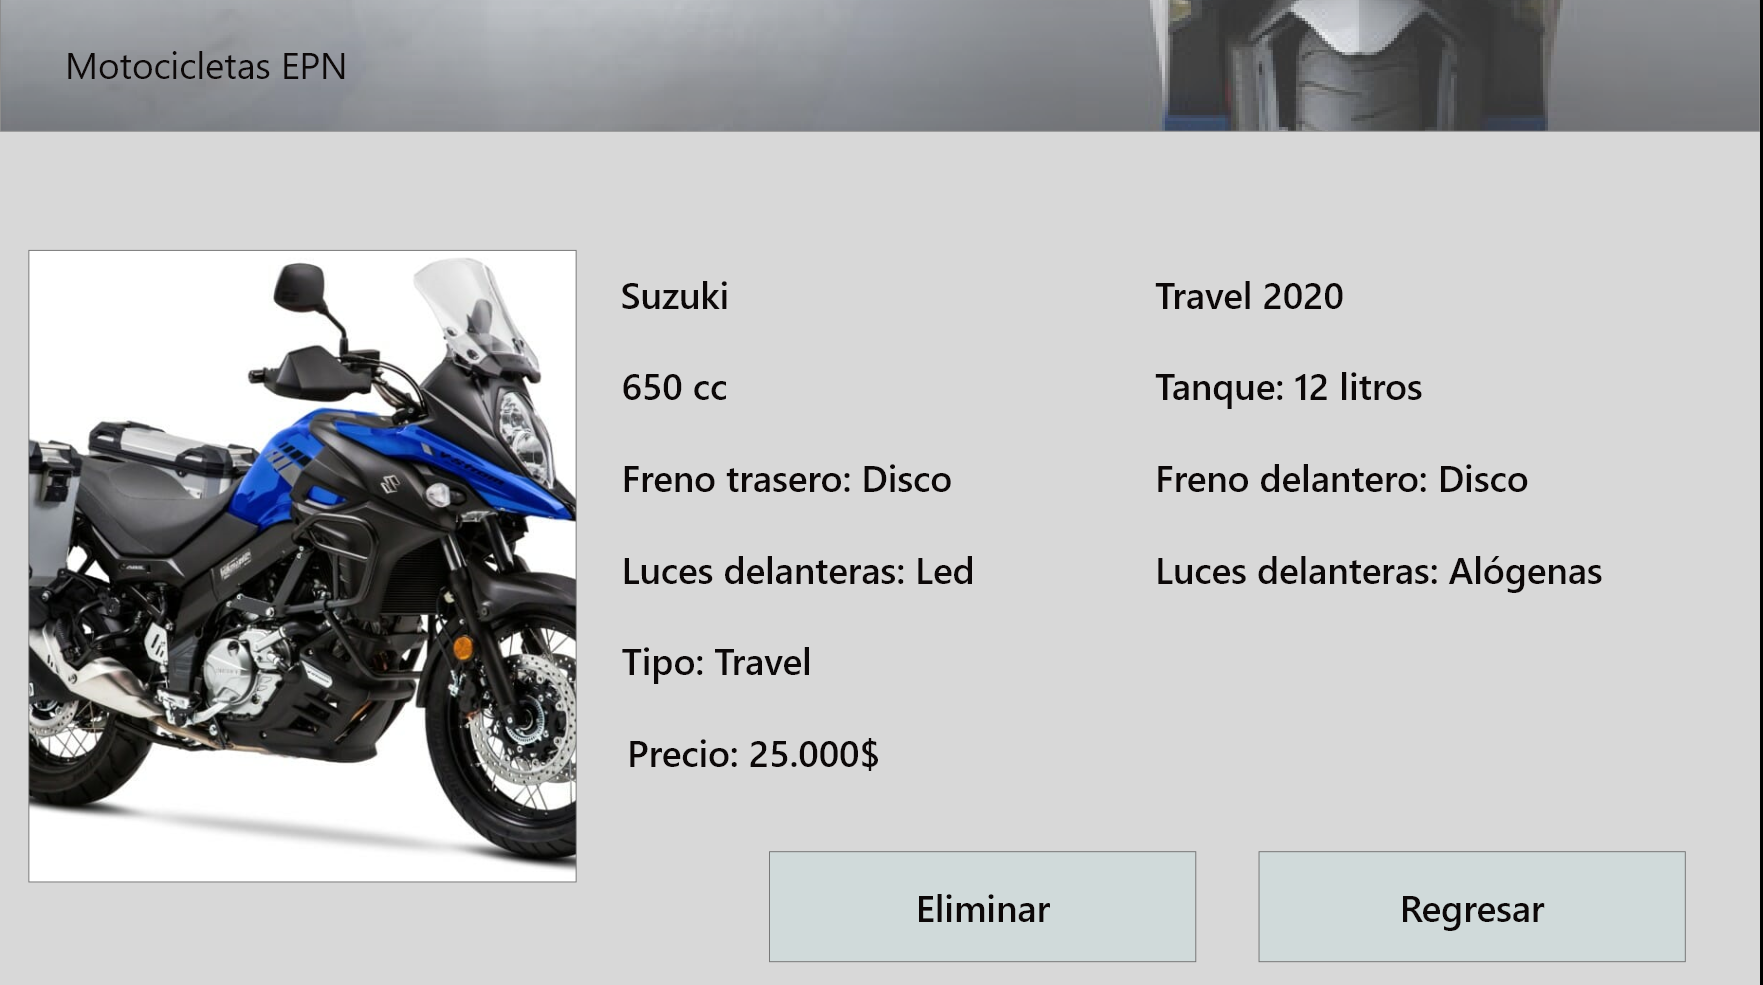 Motocicletas EPN
Suzuki
Travel 2020
650 cc
Tanque: 12 litros
Freno trasero: Disco
Freno delantero: Disco
Luces delanteras: Led
Luces delanteras: Alógenas
Tipo: Travel
Precio: 25.000$
Eliminar
Regresar